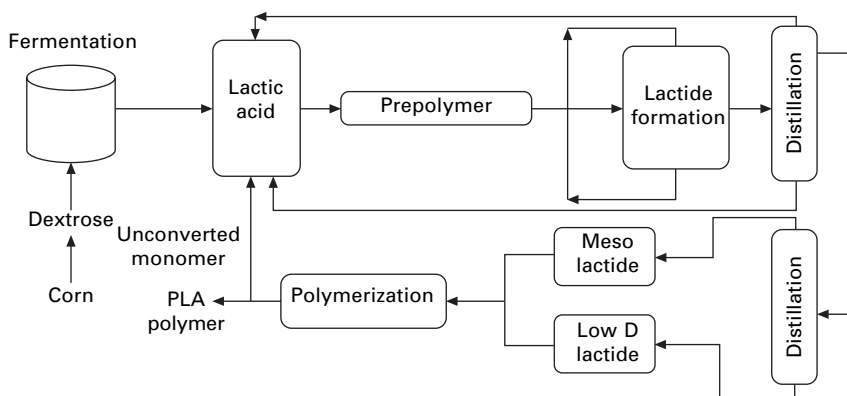 Fermentation
Lactic
acid
Prepolymer
Lactide
formation
Distillation
Dextrose
Corn
Unconverted
monomer
PLA
polymer
Polymerization
Meso
lactide
Low D
lactide
Distillation